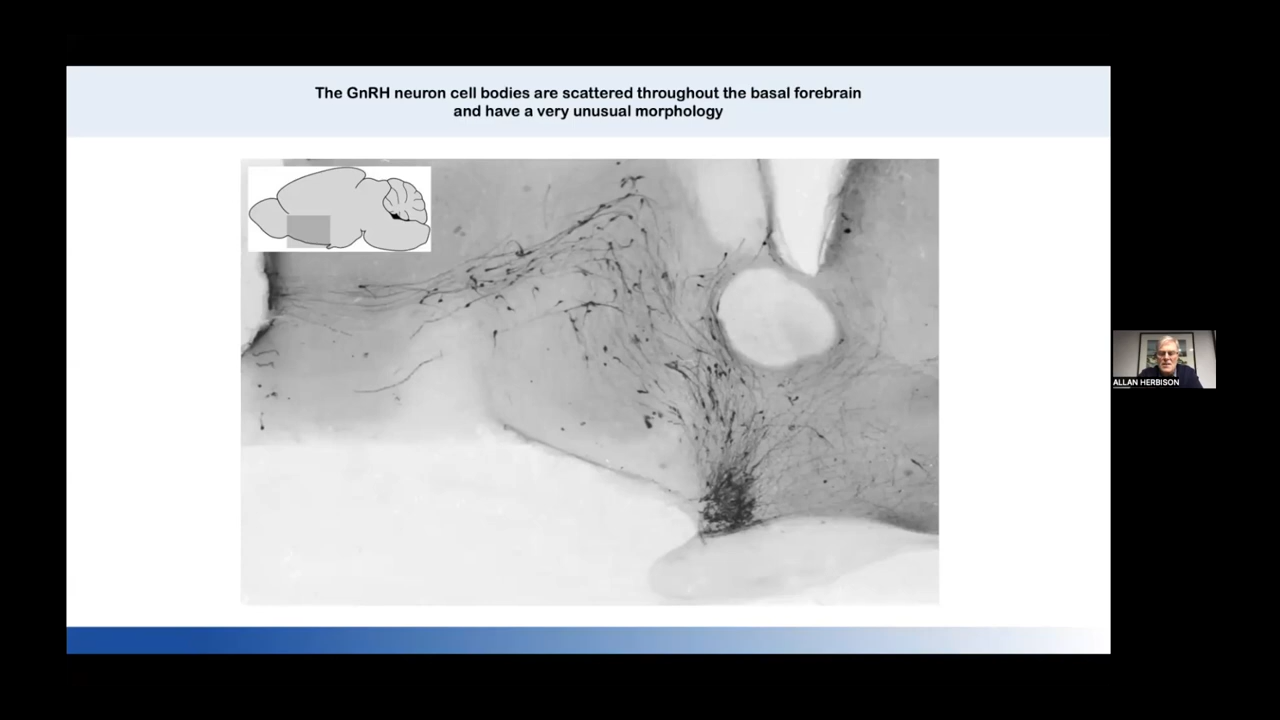 The GnRH neuron cell bodies are scattered throughout the basal forebrain
and have a very unusual morphology
ALLAN HERBISON